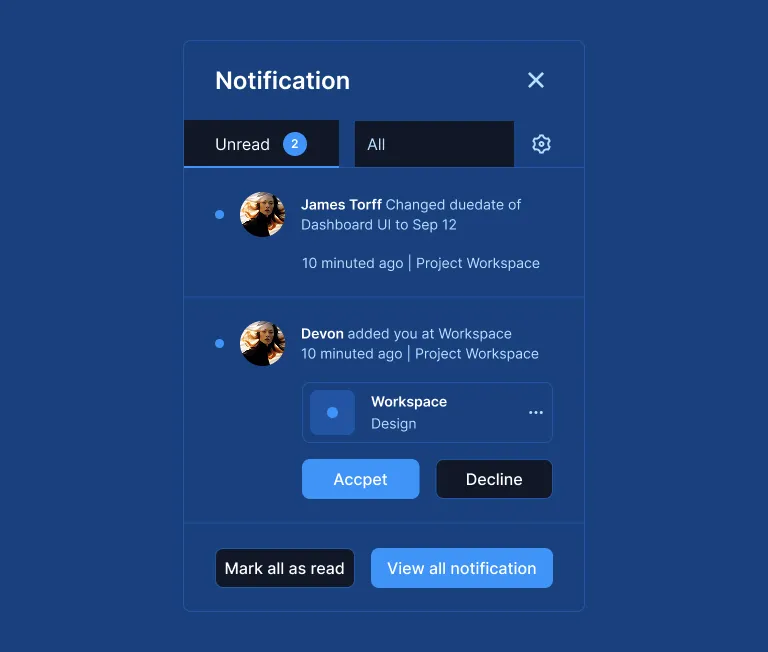 Notification
Unread 2 All
James Torff Changed duedate of
Dashboard UI to Sep 12
10 minuted ago | Project Workspace
Devon added you at Workspace
10 minuted ago | Project Workspace
Workspace
Design
Accpet Decline
Mark all as read View all notification